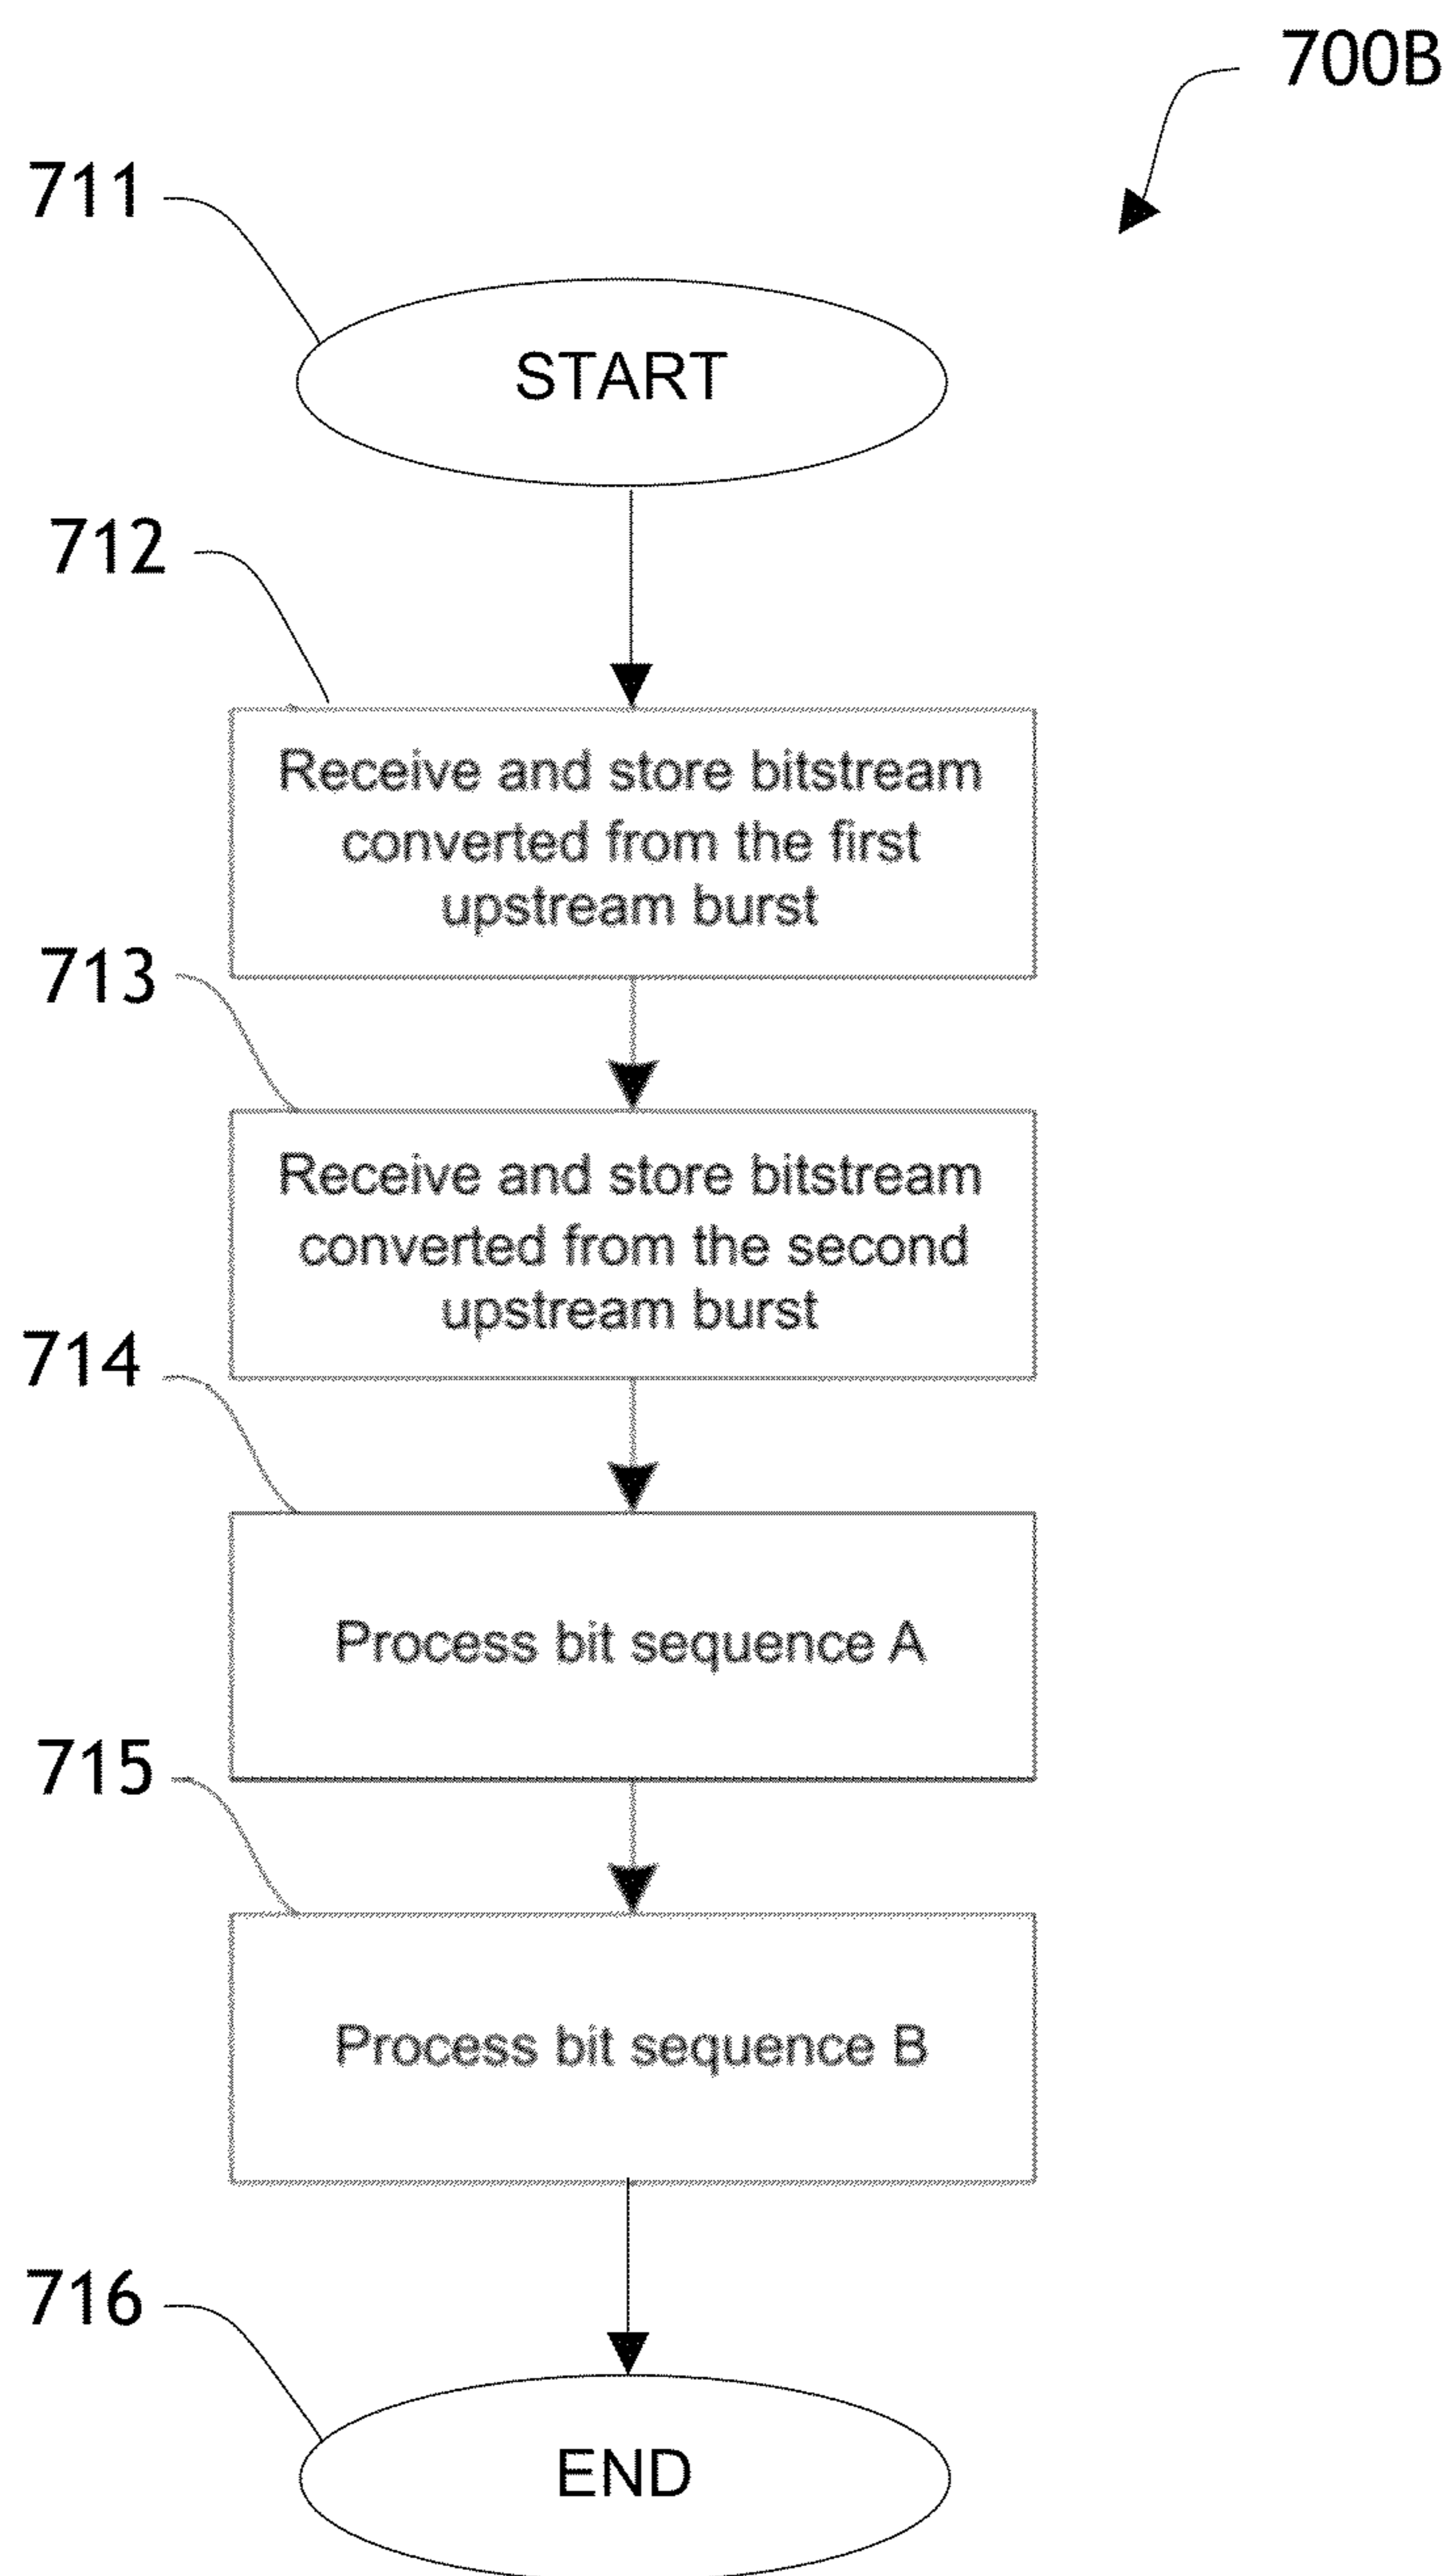 700B
711
START
712
Receive and store bitstream
converted from the first
upstream burst
713
Receive and store bitstream
converted from the second
upstream burst
714
Process bit sequence A
715
Process bit sequence B
716
END